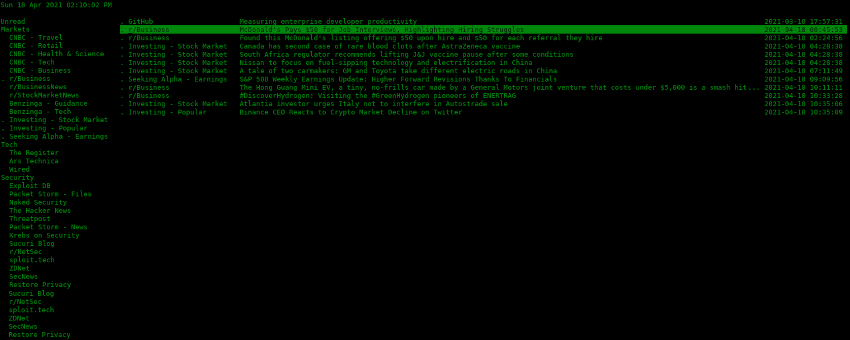 Sun 18 Apr 2021 02:10:02 PM
Unread
Markets
CNBC - Travel
CNBC - Retail
CNBC - Health & Science
CNBC - Tech
CNBC - Business
. r/Business
r/BusinessNews
r/StockMarketNews
Benzinga - Guidance
Benzinga - Tech
. Investing - Stock Market
. Investing - Popular
. Seeking Alpha - Earnings
Tech
The Register
Ars Technica
Wired
Security
Exploit DB
Packet Storm - Files
Naked Security
The Hacker News
Threatpost
Packet Storm - News
Krebs on Security
Sucuri Blog
r/NetSec
sploit.tech
ZDNet
SecNews
Restore Privacy
Sucuri Blog
r/NetSec
sploit.tech
ZDNet
SecNews
Restore Privacy
. GitHub Measuring enterprise developer productivity 2021-03-18 17:57:31
. r/Business McDonald's Pays $50 for Job Interviews, Highlighting Hiring Struggles 2021-04-18
. r/Business Found this McDonald's listing offering $50 upon hire and $50 for each referral they hire 2021-04-18 02:24:56
. Investing - Stock Market Canada has second case of rare blood clots after AstraZeneca vaccine 2021-04-18 04:28:38
. Investing - Stock Market South Africa regulator recommends lifting J&J vaccine pause after some conditions 2021-04-18 04:28:38
. Investing - Stock Market Nissan to focus on fuel-sipping technology and electrification in China 2021-04-18 04:28:38
. Investing - Stock Market A tale of two carmakers: GM and Toyota take different electric roads in China 2021-04-18 07:11:49
. Seeking Alpha - Earnings S&P 500 Weekly Earnings Update: Higher Forward Revisions Thanks To Financials 2021-04-18 09:09:56
. r/Business The Hong Guang Mini EV, a tiny, no-frills car made by a General Motors joint venture that costs under $5,000 is a smash hit... 2021-04-18 10:11:11
. r/Business #DiscoverHydrogen: Visiting the #GreenHydrogen pioneers of ENERTRAG 2021-04-18 10:33:28
. Investing - Stock Market Atlantia investor urges Italy not to interfere in Autostrade sale 2021-04-18 10:35:06
. Investing - Popular Binance CEO Reacts to Crypto Market Decline on Twitter 2021-04-18 10:35:09